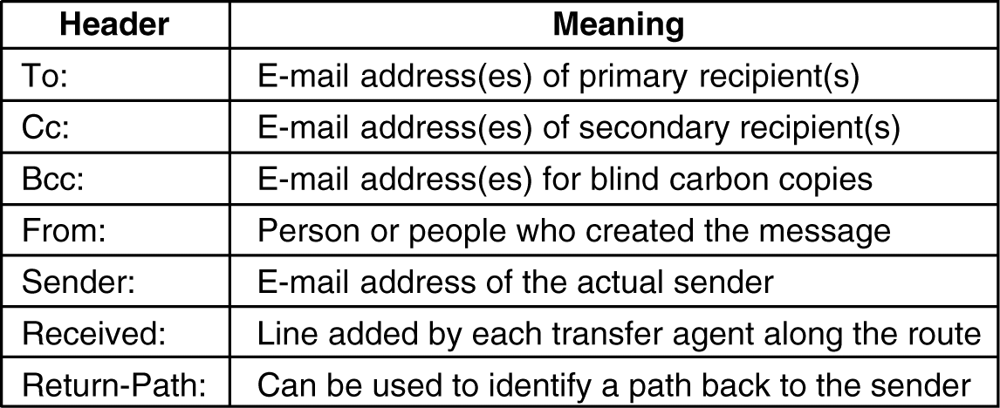 Header Meaning
To: E-mail address(es) of primary recipient(s)
Cc: E-mail address(es) of secondary recipient(s)
Bcc: E-mail address(es) for blind carbon copies
From: Person or people who created the message
Sender: E-mail address of the actual sender
Received: Line added by each transfer agent along the route
Return-Path: Can be used to identify a path back to the sender